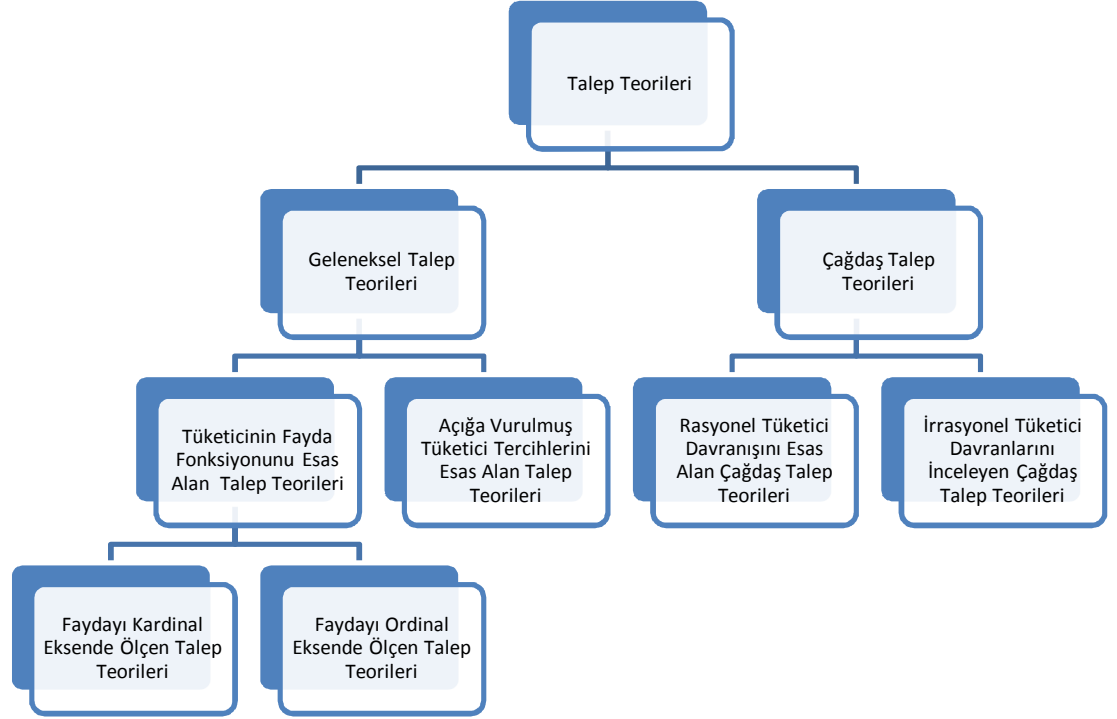 Talep Teorileri
Geleneksel Talep
Teorileri
Çağdaş Talep
Teorileri
Tüketicinin Fayda
Fonksiyonunu Esas
Alan Talep Teorileri
Açığa Vurulmuş
Tüketici Tercihlerini
Esas Alan Talep
Teorileri
Rasyonel Tüketici
Davranışını Esas
Alan Çağdaş Talep
Teorileri
İrrasyonel Tüketici
Davranlarını
İnceleyen Çağdaş
Talep Teorileri
Faydayı Kardinal
Eksende Ölçen Talep
Teorileri
Faydayı Ordinal
Eksende Ölçen Talep
Teorileri